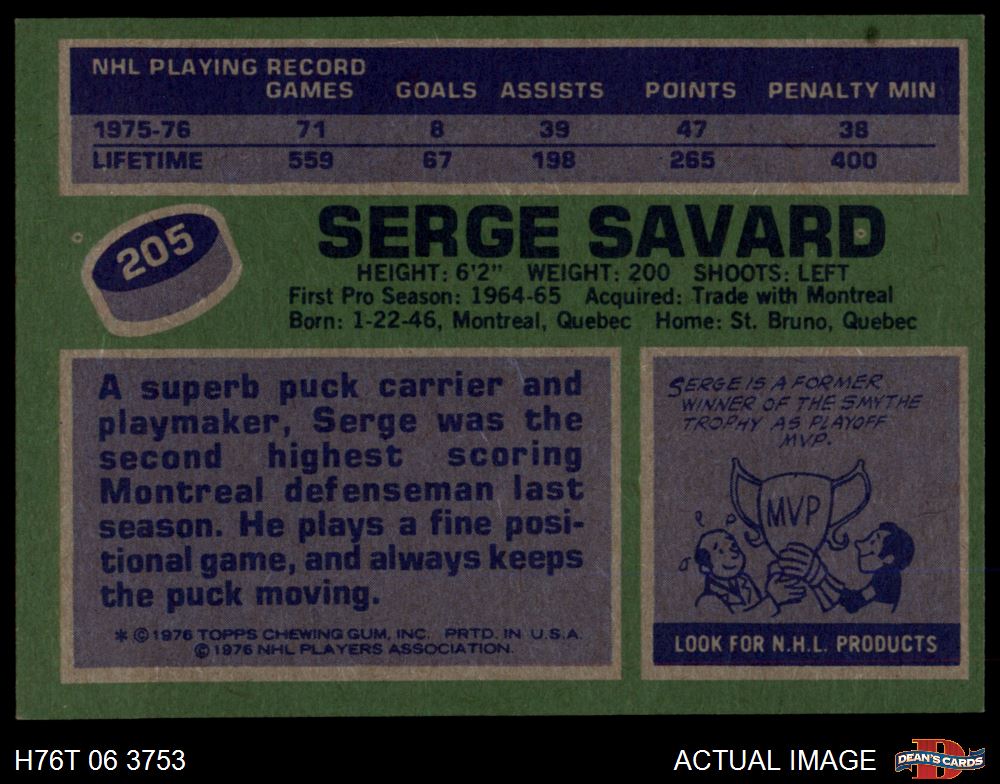 NHL PLAYING RECORD
GAMES GOALS ASSISTS POINTS PENALTY MIN
1975-76 71 8 39 47 38
LIFETIME 559 67 198 265 400
205
SERGE SAVARD
HEIGHT: 6'2" WEIGHT: 200 SHOOTS: LEFT
First Pro Season: 1964-65 Acquired: Trade with Montreal
Born: 1-22-46, Montreal, Quebec Home: St. Bruno, Quebec
A superb puck carrier and
playmaker, Serge was the
second highest scoring
Montreal defenseman last
season. He plays a fine posi-
tional game, and always keeps
the puck moving.
* © 1976 TOPPS CHEWING GUM, INC. PRTD. IN U.S.A.
© 1976 NHL PLAYERS ASSOCIATION.
SERGE IS A FORMER
WINNER OF THE SMYTHE
TROPHY AS PLAYOFF
MVP.
MVP
LOOK FOR N.H.L. PRODUCTS
H76T 06 3753
ACTUAL IMAGE
D
DEAN'S CARDS